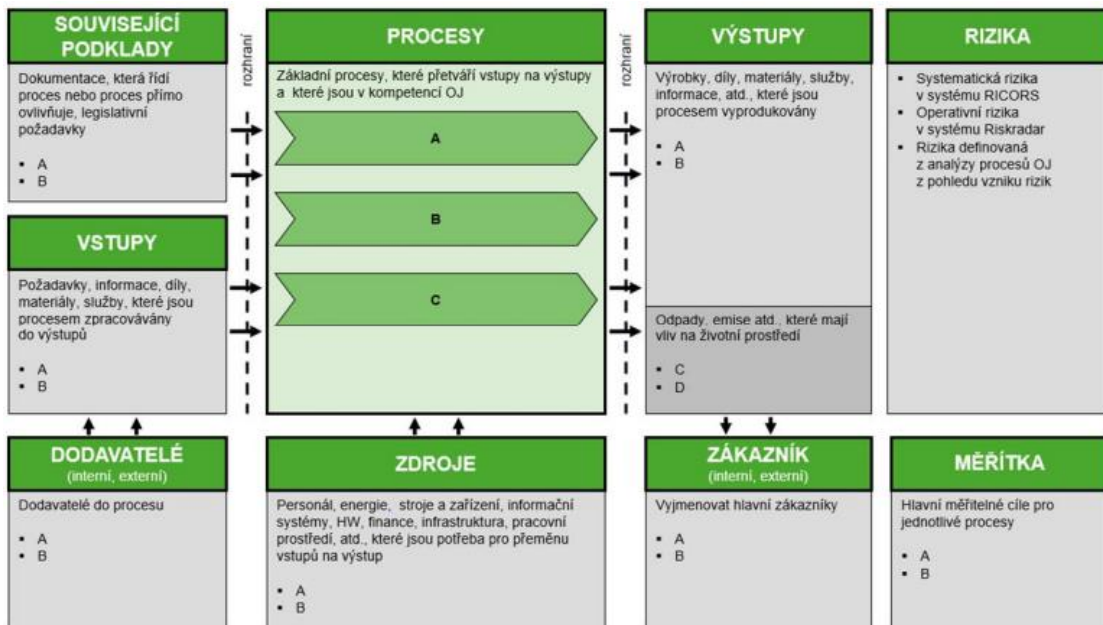 SOUVISEJÍCÍ
PODKLADY
Dokumentace, která řídí
proces nebo proces přímo
ovlivňuje, legislativní
požadavky
▪ A
▪ B
VSTUPY
Požadavky, informace, díly,
materiály, služby, které jsou
procesem zpracovávány
do výstupů
▪ A
▪ B
DODAVATELÉ
(interní, externí)
Dodavatelé do procesu
▪ A
▪ B
rozhraní
PROCESY
Základní procesy, které přetváří vstupy na výstupy
a které jsou v kompetencí OJ
A
B
C
ZDROJE
Personál, energie, stroje a zařízení, informační
systémy, HW, finance, infrastruktura, pracovní
prostředí, atd., které jsou potřeba pro přeměnu
vstupů na výstup
▪ A
▪ B
rozhraní
VÝSTUPY
Výrobky, díly, materiály, služby,
informace, atd., které jsou
procesem vyprodukovány
▪ A
▪ B
Odpady, emise atd., které mají
vliv na životní prostředí
▪ C
▪ D
ZÁKAZNÍK
(interní, externí)
Vyjmenovat hlavní zákazníky
▪ A
▪ B
RIZIKA
▪ Systematická rizika
v systému RICORS
▪ Operativní rizika
v systému Riskradar
▪ Rizika definovaná
z analýzy procesů OJ
z pohledu vzniku rizik
MĚŘÍTKA
Hlavní měřitelné cíle pro
jednotlivé procesy
▪ A
▪ B